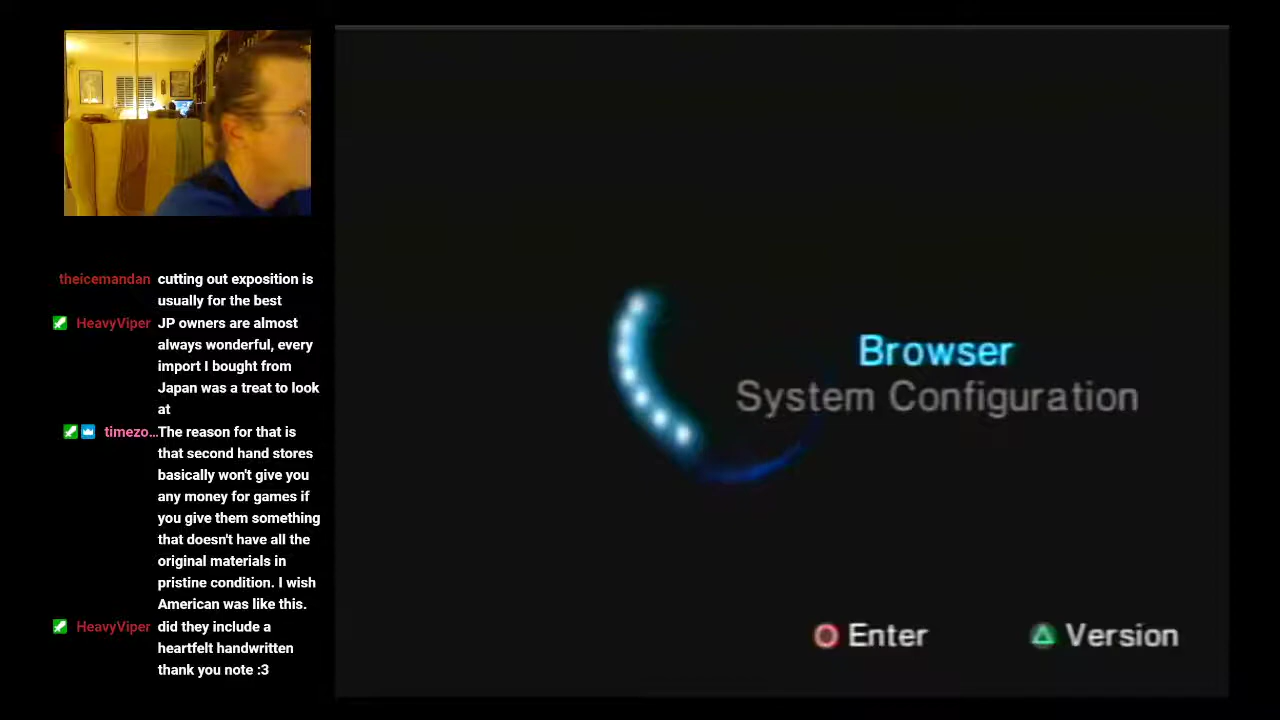 theicemandan cutting out exposition is
usually for the best
HeavyViper JP owners are almost
always wonderful, every
import I bought from
Japan was a treat to look
at
timezo… The reason for that is
that second hand stores
basically won't give you
any money for games if
you give them something
that doesn't have all the
original materials in
pristine condition. I wish
American was like this.
HeavyViper did they include a
heartfelt handwritten
thank you note :3
Browser
System Configuration
Enter Version